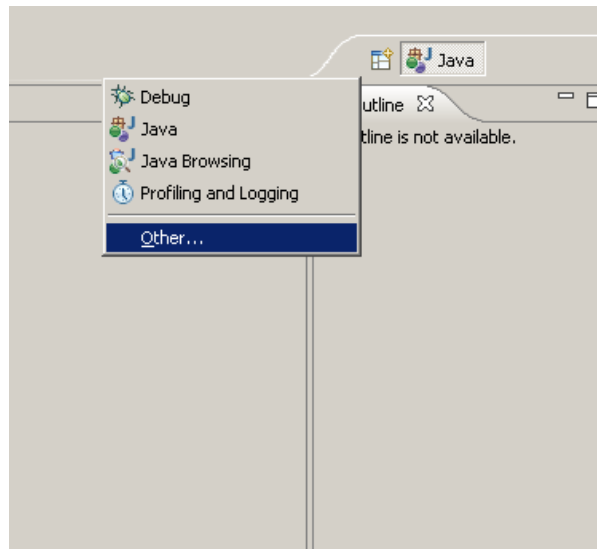 Java
Debug
Java
Java Browsing
Profiling and Logging
Other...
utline
tline is not available.